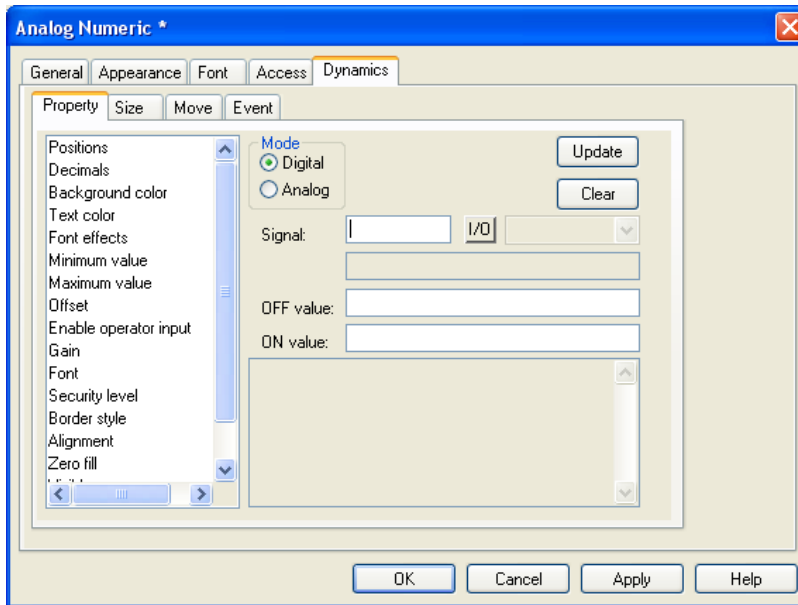 Analog Numeric *
General Appearance Font Access Dynamics
Property Size Move Event
Positions
Decimals
Background color
Text color
Font effects
Minimum value
Maximum value
Offset
Enable operator input
Gain
Font
Security level
Border style
Alignment
Zero fill
Mode
Digital
Analog
Update
Clear
Signal: I/O
OFF value:
ON value:
OK Cancel Apply Help